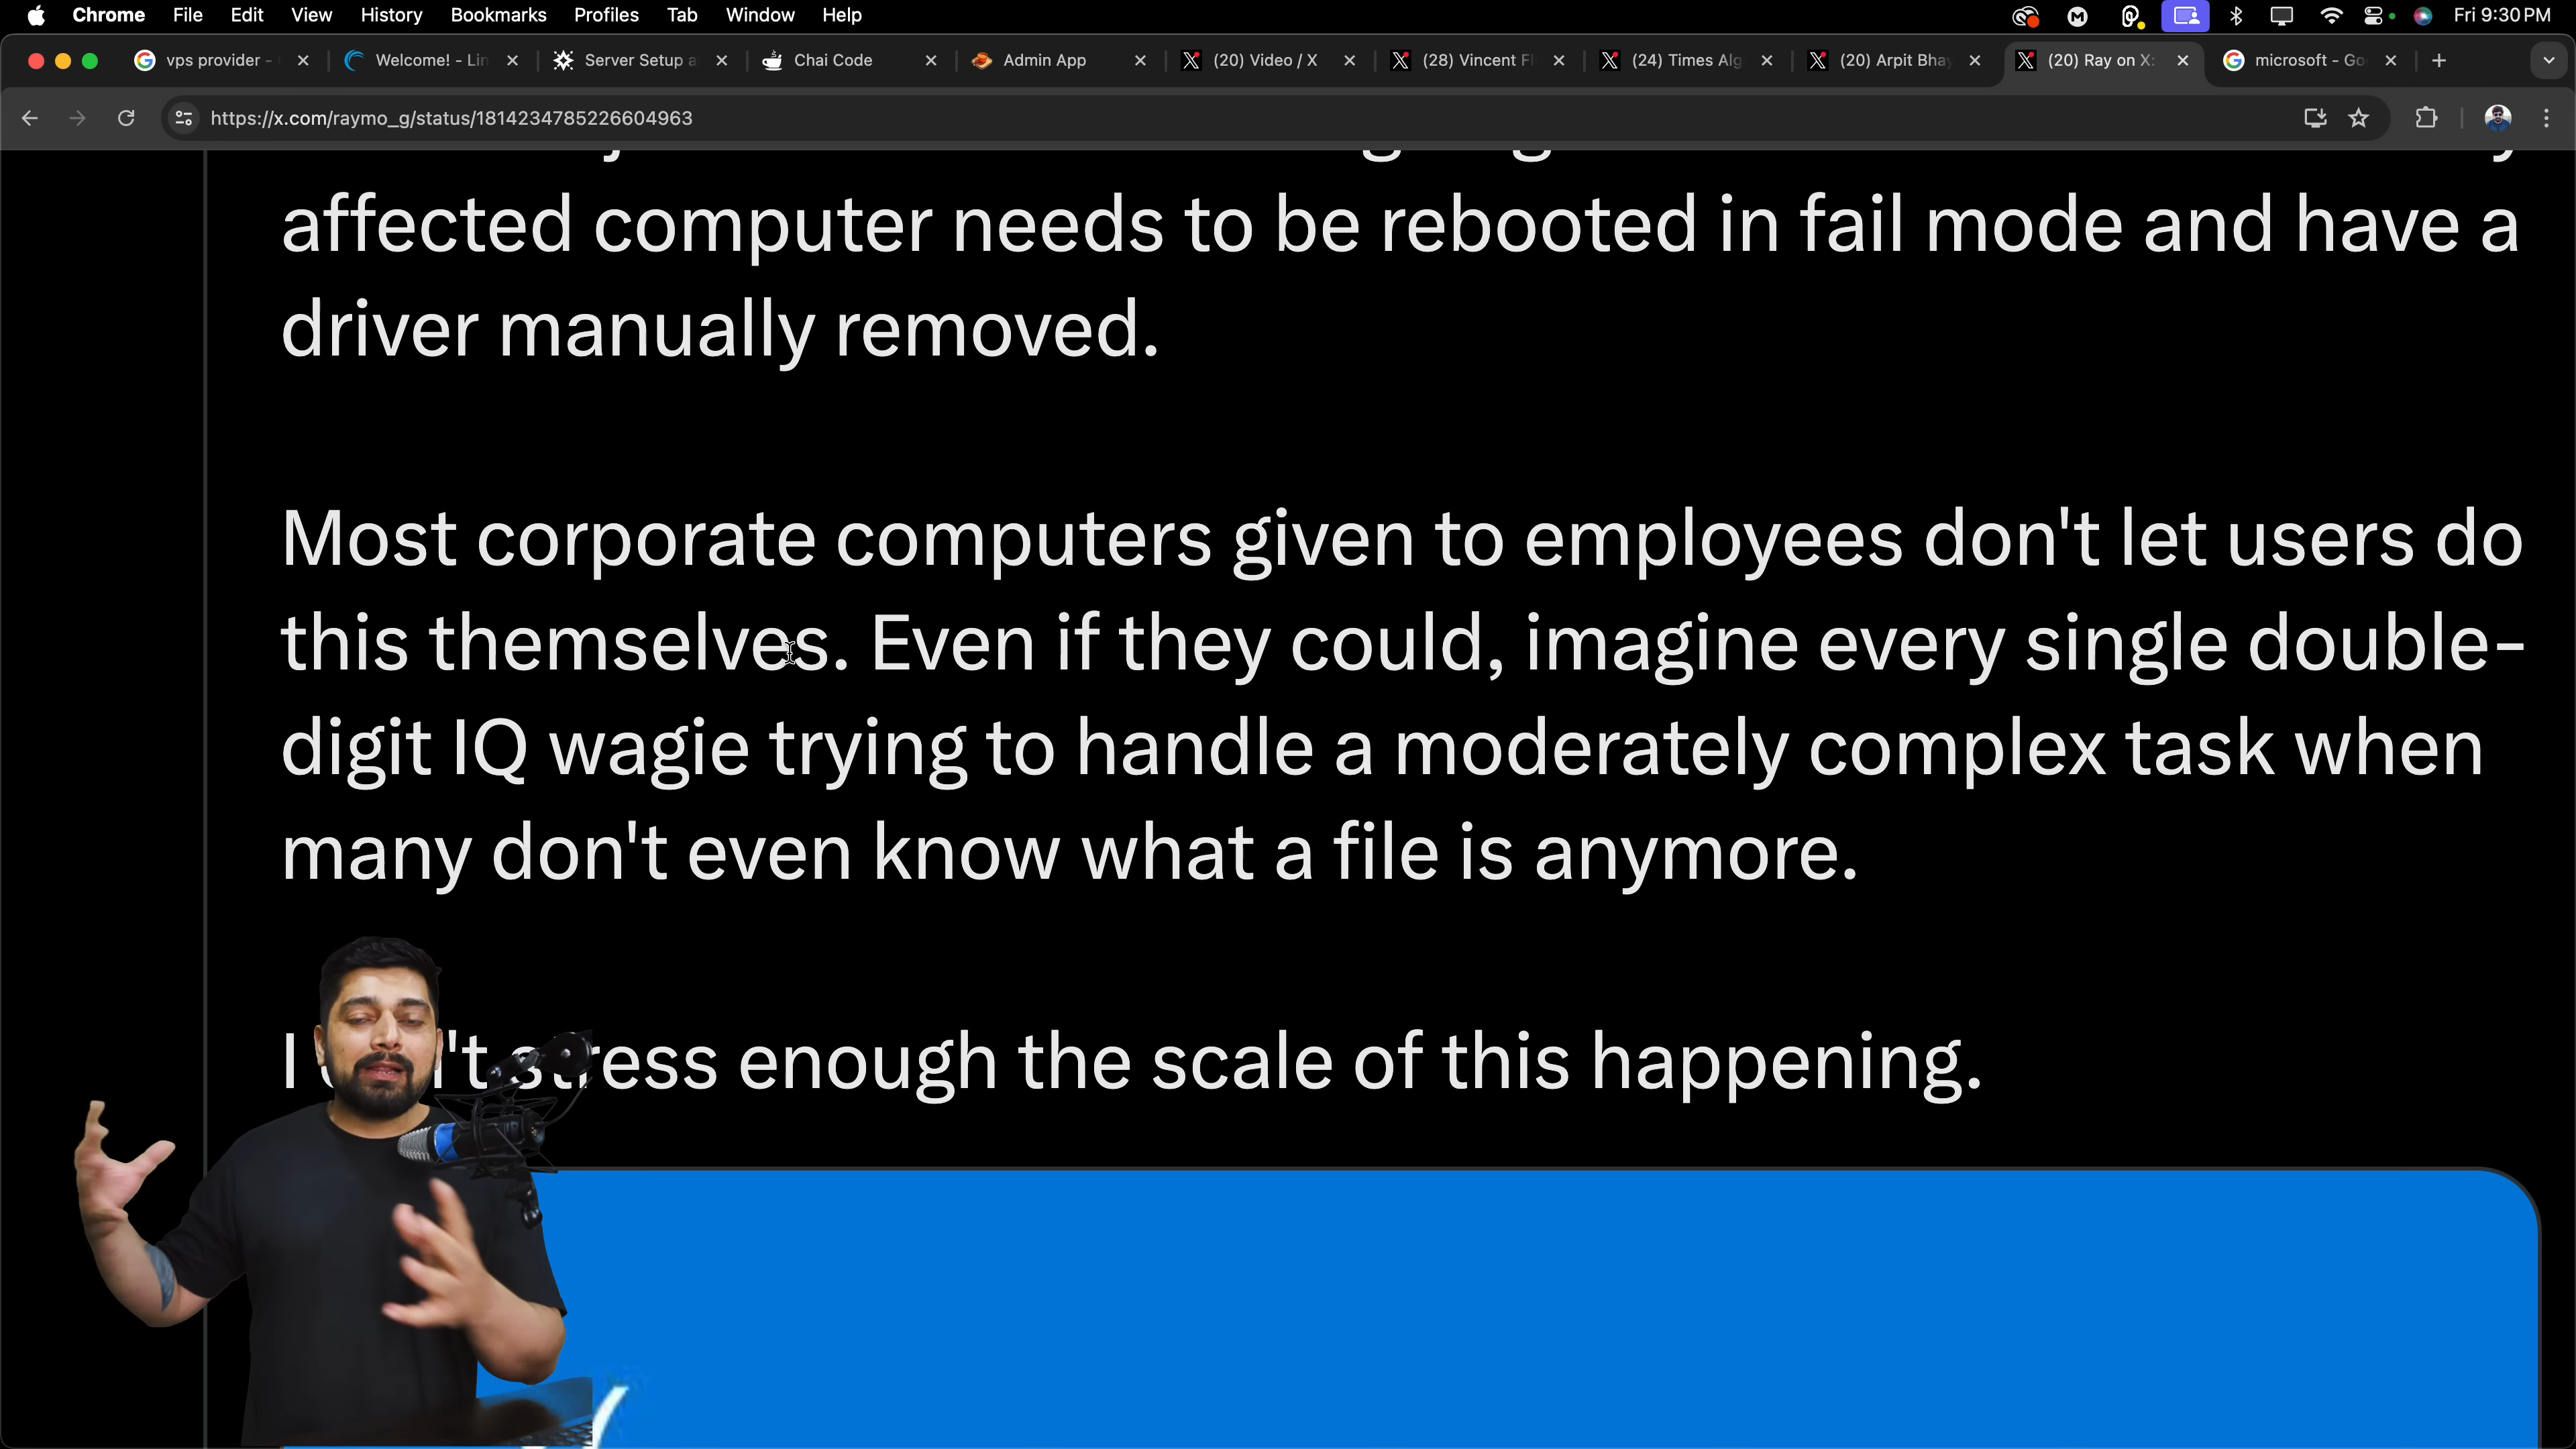 Chrome File Edit View History Bookmarks Profiles Tab Window Help Fri 9:30 PM
vps provider - Welcome! - Lin Server Setup a Chai Code Admin App (20) Video / X (28) Vincent Fl (24) Times Alg (20) Arpit Bhay (20) Ray on X: microsoft - Go
https://x.com/raymo_g/status/1814234785226604963
affected computer needs to be rebooted in fail mode and have a
driver manually removed.
Most corporate computers given to employees don't let users do
this themselves. Even if they could, imagine every single double-
digit IQ wagie trying to handle a moderately complex task when
many don't even know what a file is anymore.
I 't stress enough the scale of this happening.